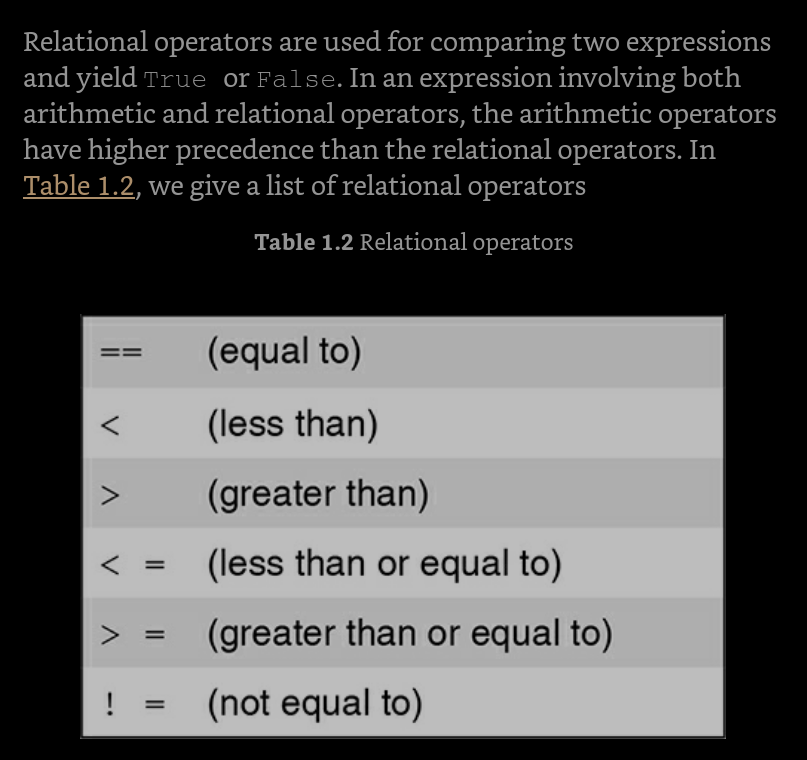 Relational operators are used for comparing two expressions
and yield True or False. In an expression involving both
arithmetic and relational operators, the arithmetic operators
have higher precedence than the relational operators. In
Table 1.2, we give a list of relational operators
Table 1.2 Relational operators
== (equal to)
< (less than)
> (greater than)
< = (less than or equal to)
> = (greater than or equal to)
! = (not equal to)